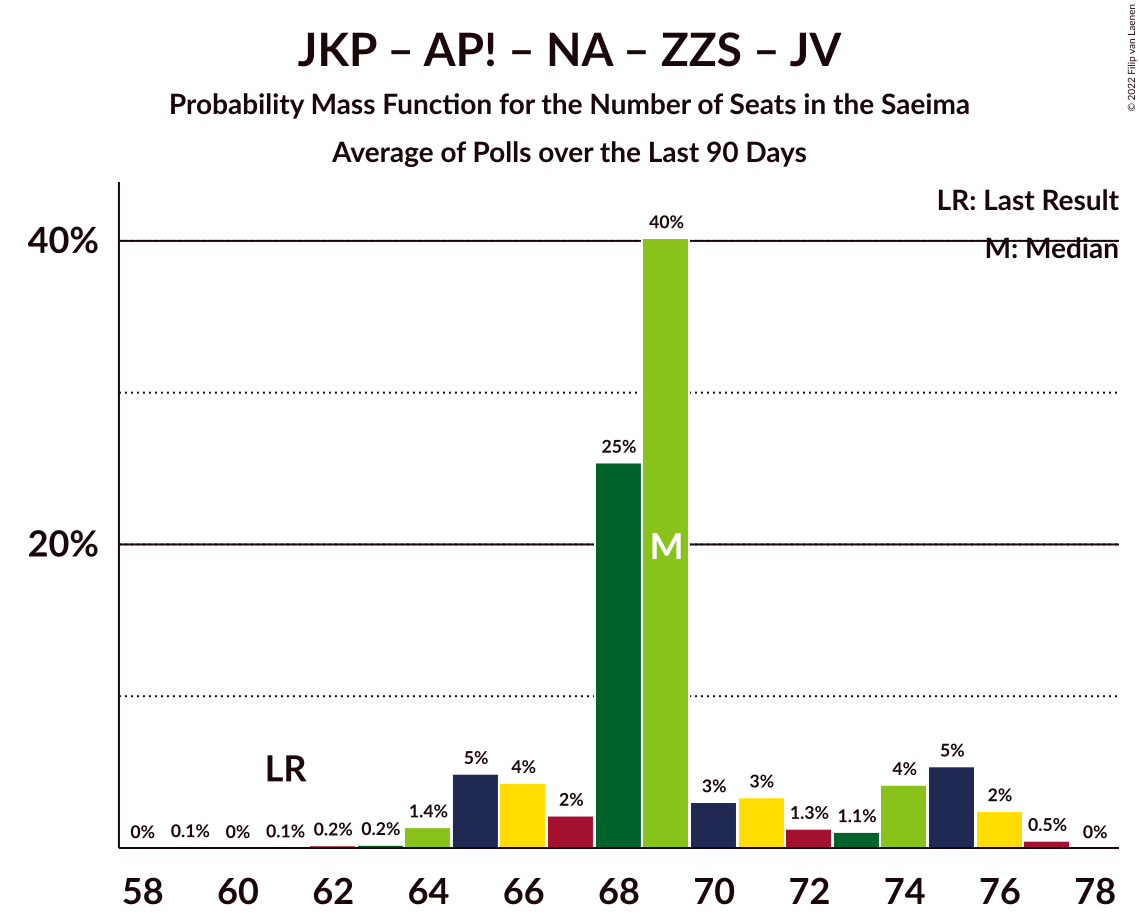 JKP – AP! – NA – ZZS – JV
Probability Mass Function for the Number of Seats in the Saeima
Average of Polls over the Last 90 Days
© 2022 Filip van Laenen
LR: Last Result
M: Median
40%
20%
0%
0.1%
0%
0.1%
0.2%
0.2%
1.4%
5%
4%
2%
25%
40%
3%
3%
1.3%
1.1%
4%
5%
2%
0.5%
0%
LR
M
58 60 62 64 66 68 70 72 74 76 78